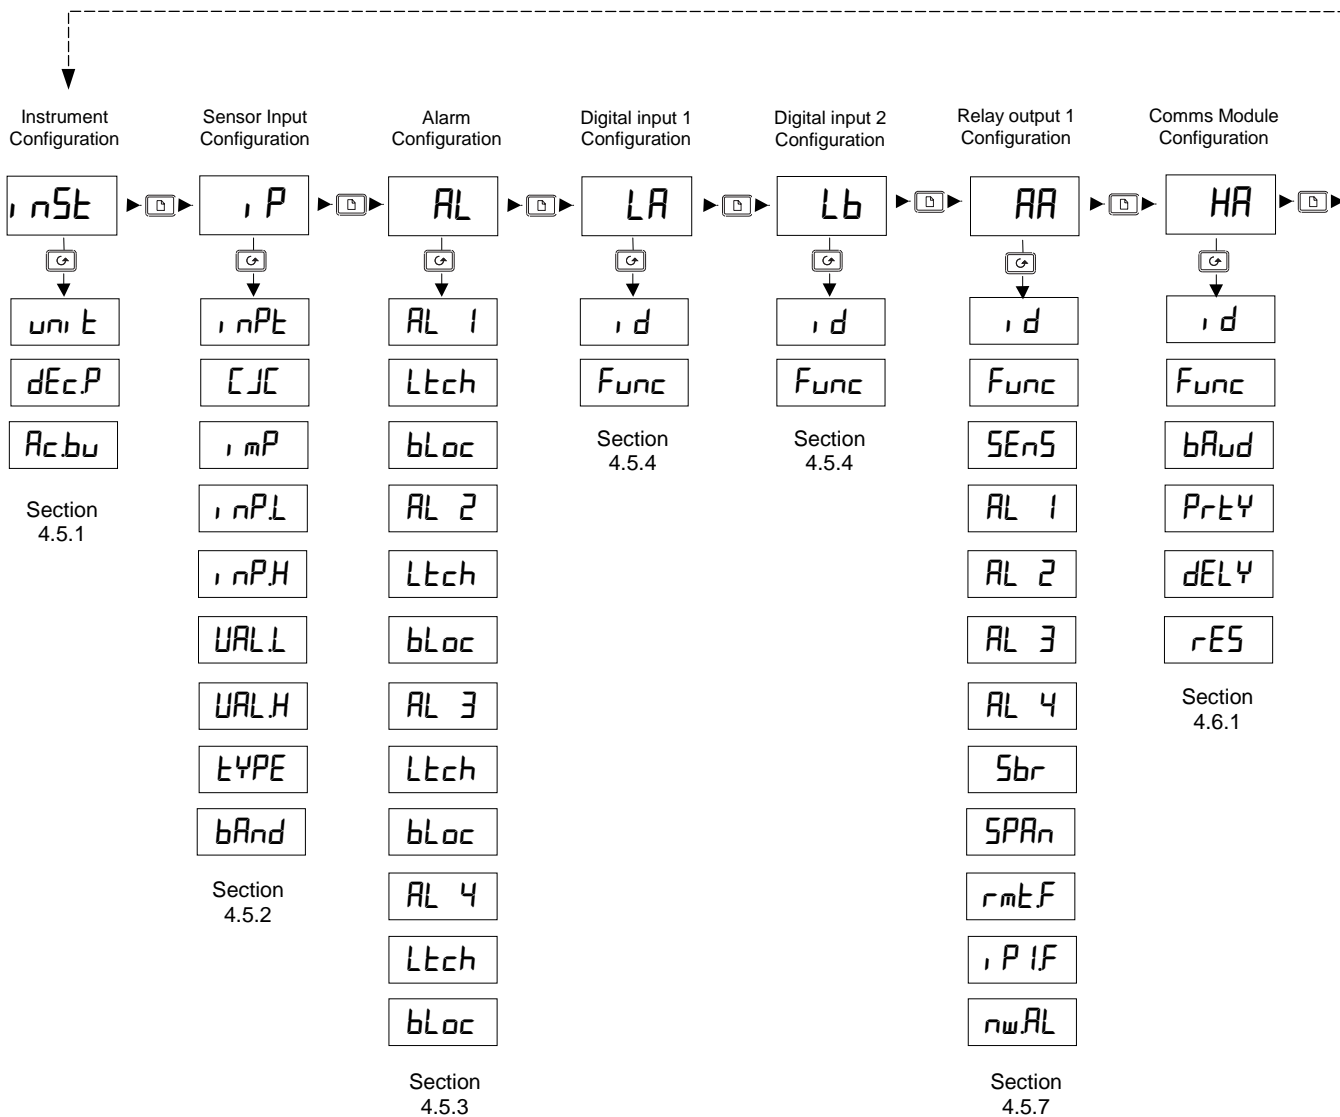 Instrument
Configuration
Sensor Input
Configuration
Alarm
Configuration
Digital input 1
Configuration
Digital input 2
Configuration
Relay output 1
Configuration
Comms Module
Configuration
inSt
iP
AL
LA
Lb
AA
HA
unit
dEc.P
Ac.bu
Section
4.5.1
inPt
CJC
imP
inP.L
inP.H
VAL.L
VAL.H
tYPE
bAnd
Section
4.5.2
AL 1
Ltch
bLoc
AL 2
Ltch
bLoc
AL 3
Ltch
bLoc
AL 4
Ltch
bLoc
Section
4.5.3
id
Func
Section
4.5.4
id
Func
Section
4.5.4
id
Func
SEnS
AL 1
AL 2
AL 3
AL 4
Sbr
SPAn
rmt.F
iP1.F
nw.AL
Section
4.5.7
id
Func
bAud
PrtY
dELY
rES
Section
4.6.1